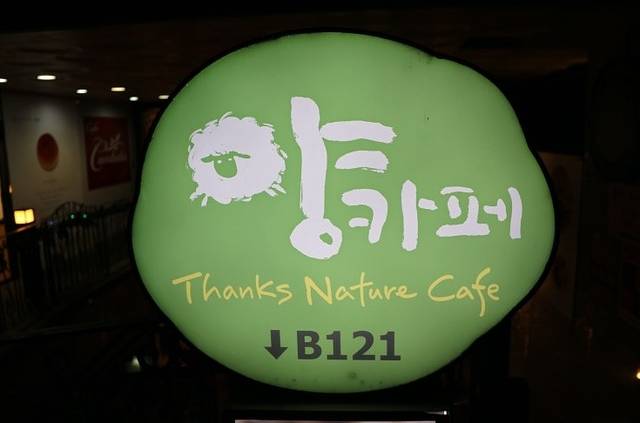 양카페
Thanks Nature Cafe
↓B121